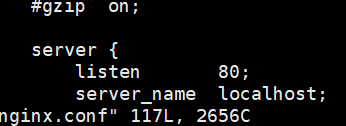 #gzip  on;
server {
listen       80;
server_name  localhost;
nginx.conf" 117L, 2656C